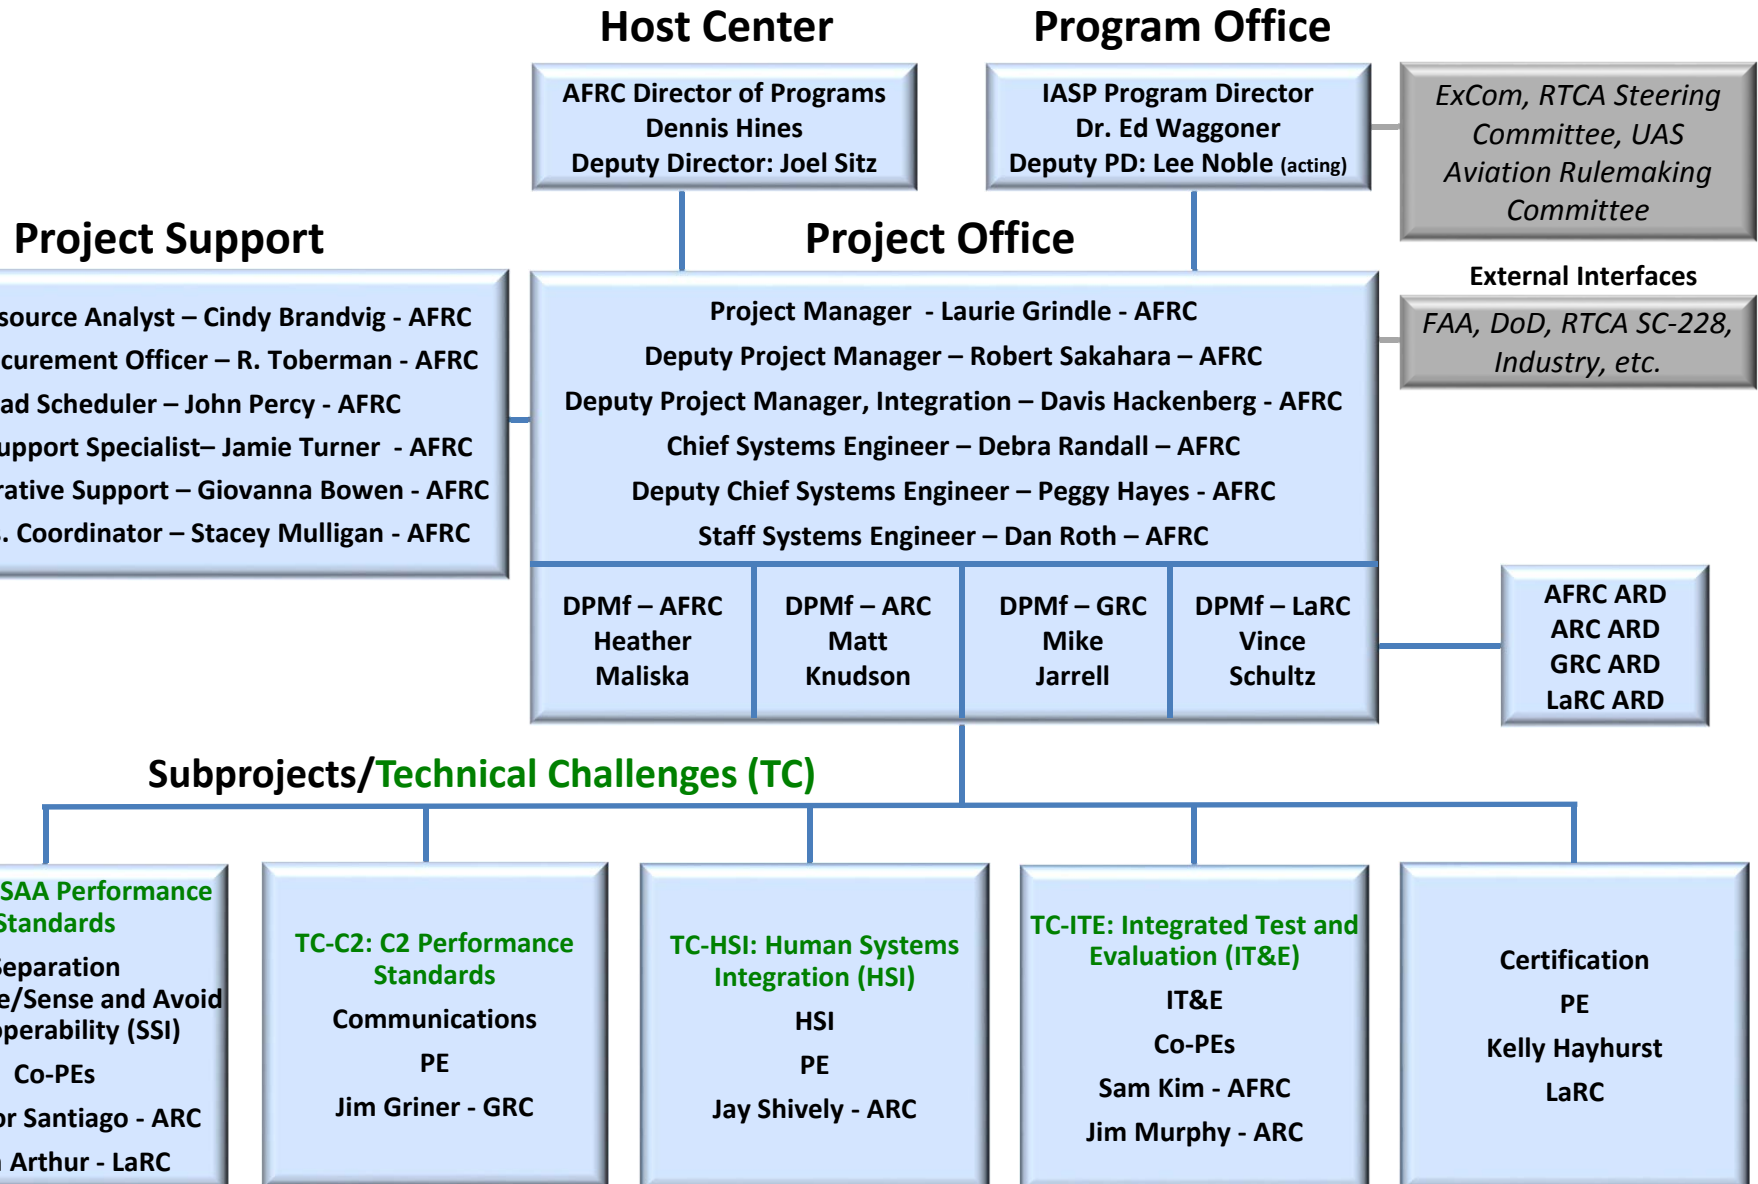 Host Center
Program Office
AFRC Director of Programs
Dennis Hines
Deputy Director: Joel Sitz
IASP Program Director
Dr. Ed Waggoner
Deputy PD: Lee Noble (acting)
ExCom, RTCA Steering
Committee, UAS
Aviation Rulemaking
Committee
Project Support
Project Office
External Interfaces
FAA, DoD, RTCA SC-228,
Industry, etc.
Analyst – Cindy Brandvig - AFRC
Officer – R. Toberman - AFRC
Scheduler – John Percy - AFRC
Specialist– Jamie Turner - AFRC
Support – Giovanna Bowen - AFRC
Coordinator – Stacey Mulligan - AFRC
Project Manager - Laurie Grindle - AFRC
Deputy Project Manager – Robert Sakahara – AFRC
Deputy Project Manager, Integration – Davis Hackenberg - AFRC
Chief Systems Engineer – Debra Randall – AFRC
Deputy Chief Systems Engineer – Peggy Hayes - AFRC
Staff Systems Engineer – Dan Roth – AFRC
DPMf – AFRC
Heather
Maliska
DPMf – ARC
Matt
Knudson
DPMf – GRC
Mike
Jarrell
DPMf – LaRC
Vince
Schultz
AFRC ARD
ARC ARD
GRC ARD
LaRC ARD
Subprojects/Technical Challenges (TC)
SAA Performance
Standards
Separation
/Sense and Avoid
(SSI)
Co-PEs
Santiago - ARC
Arthur - LaRC
TC-C2: C2 Performance
Standards
Communications
PE
Jim Griner - GRC
TC-HSI: Human Systems
Integration (HSI)
HSI
PE
Jay Shively - ARC
TC-ITE: Integrated Test and
Evaluation (IT&E)
IT&E
Co-PEs
Sam Kim - AFRC
Jim Murphy - ARC
Certification
PE
Kelly Hayhurst
LaRC